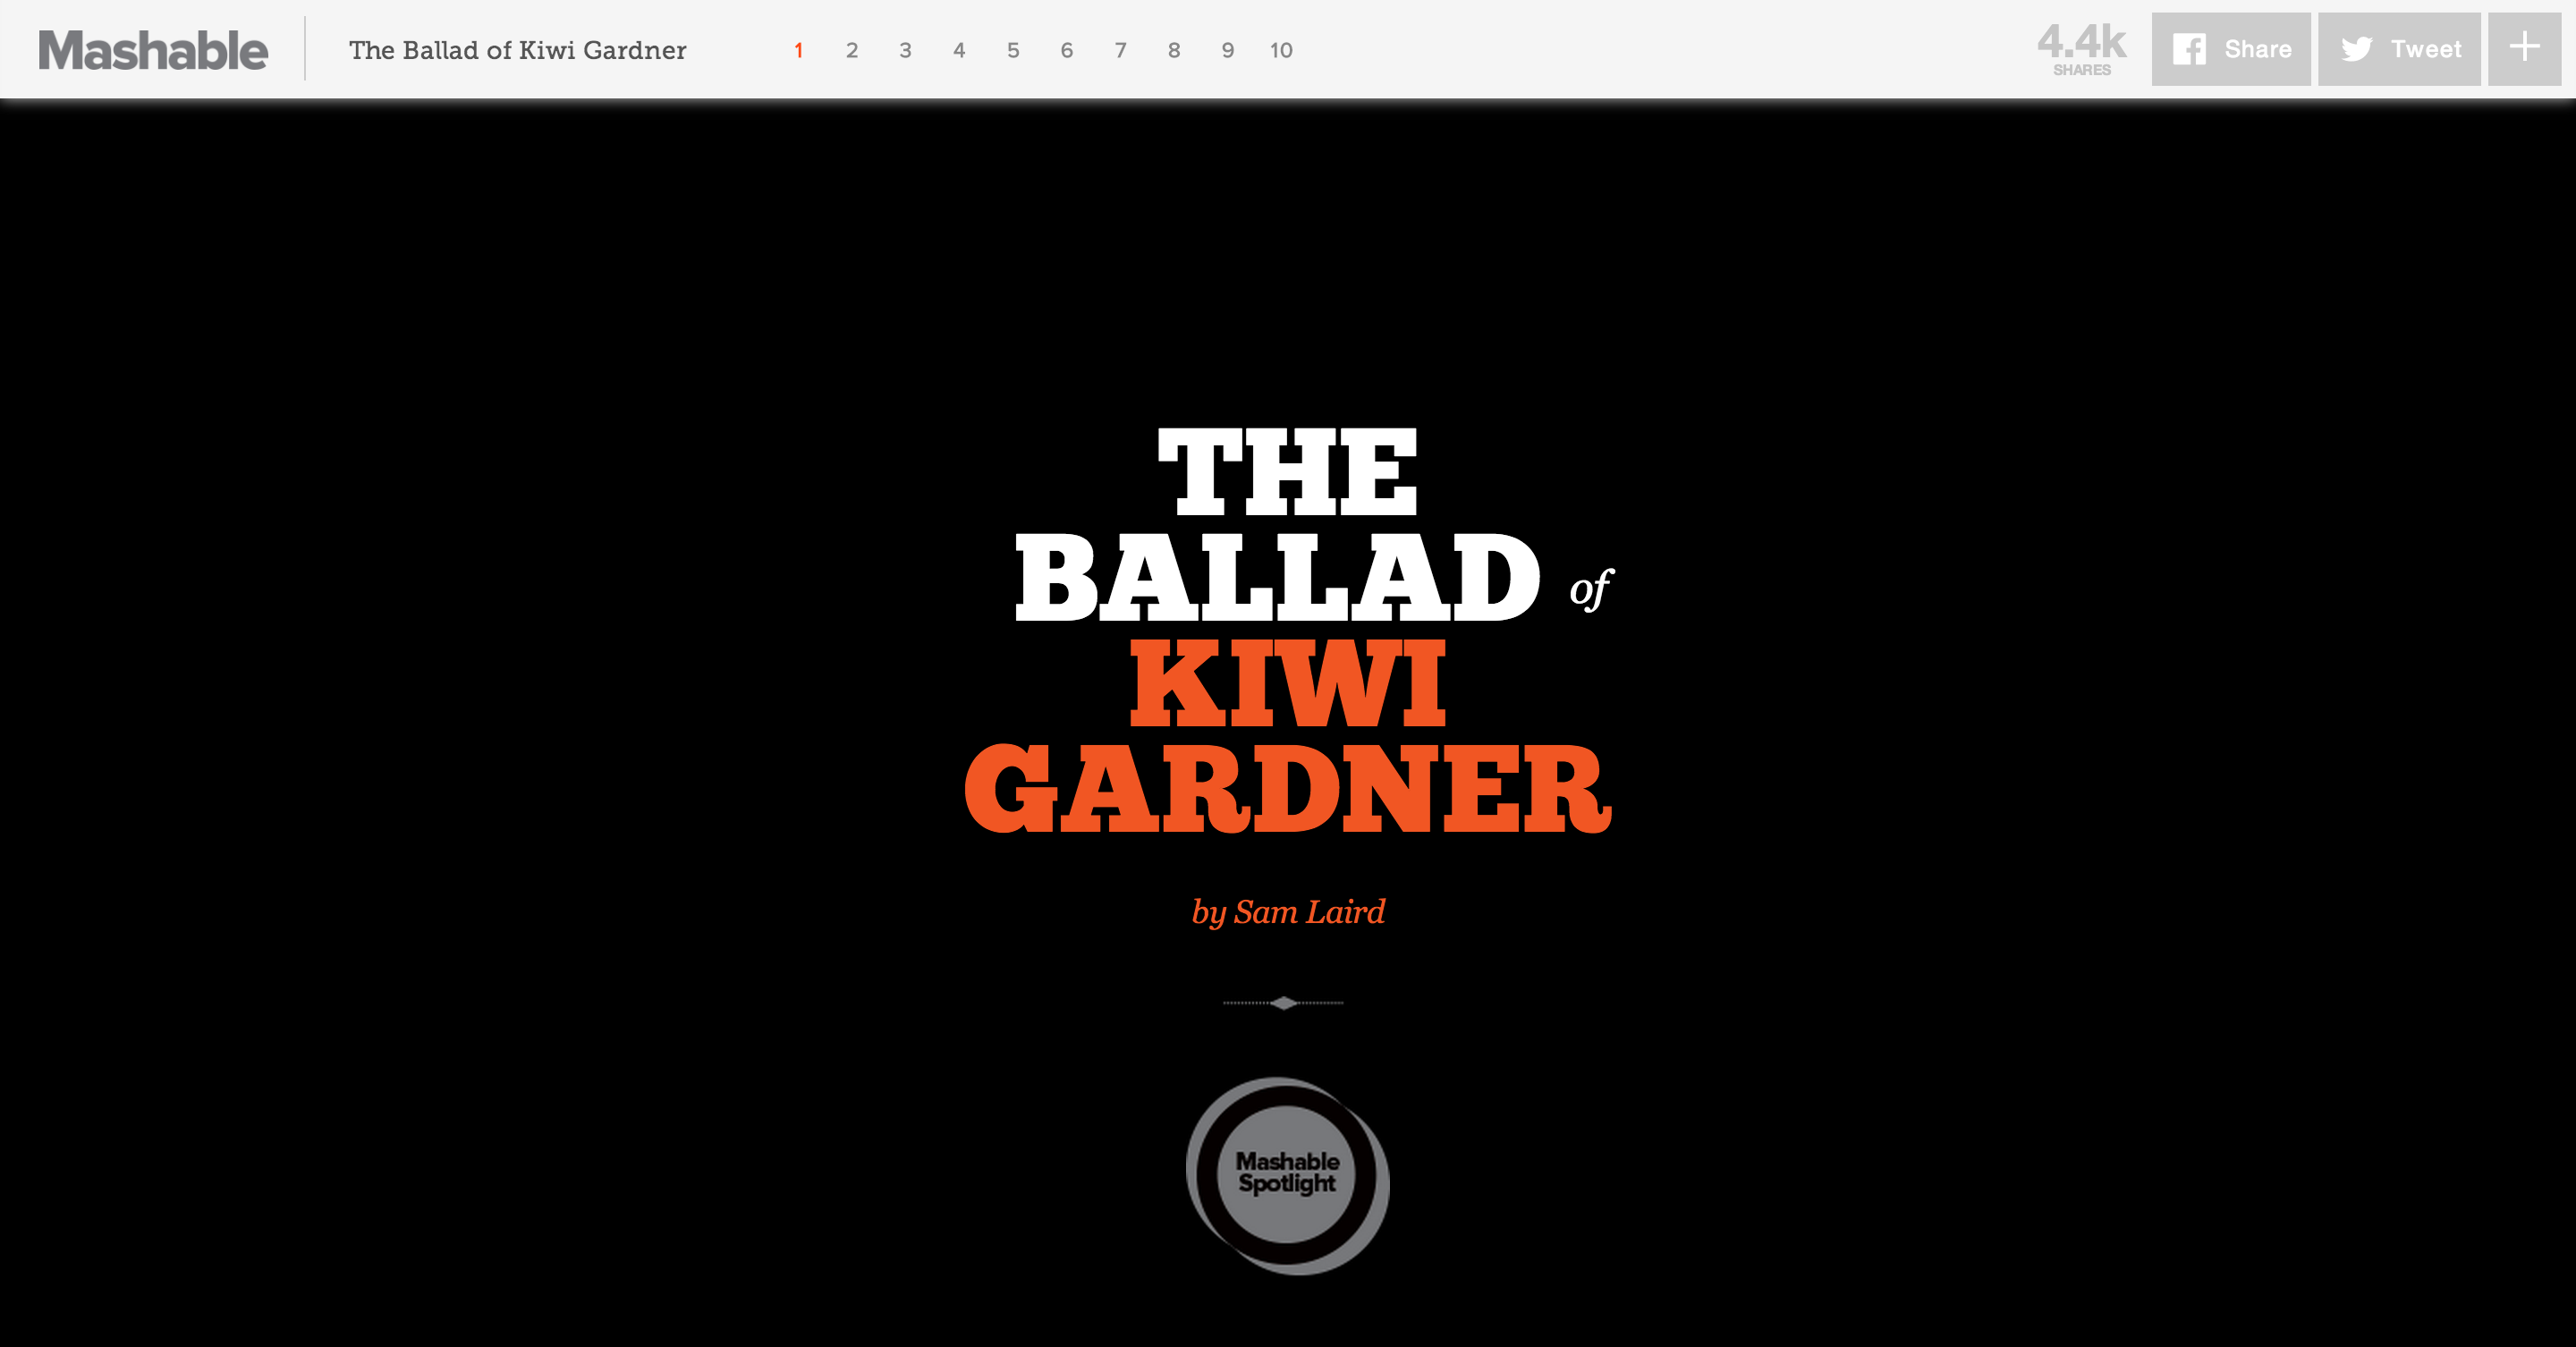 Mashable
The Ballad of Kiwi Gardner
1 2 3 4 5 6 7 8 9 10
4.4k
SHARES
Share
Tweet
+
THE
BALLAD of
KIWI
GARDNER
by Sam Laird
Mashable
Spotlight